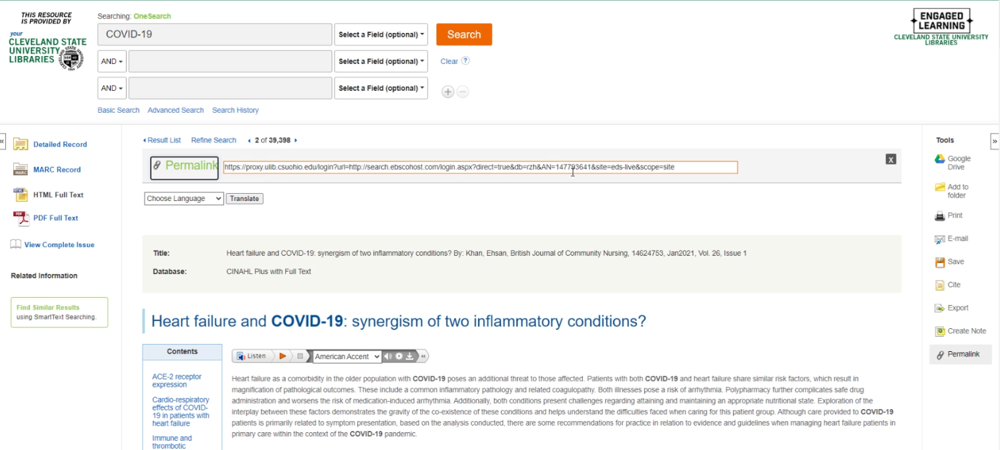 THIS RESOURCE
IS PROVIDED BY
your
CLEVELAND STATE
UNIVERSITY
LIBRARIES
Searching: OneSearch
COVID-19
Select a Field (optional)
Search
AND
Select a Field (optional)
Clear ?
AND
Select a Field (optional)
Basic Search Advanced Search Search History
ENGAGED
LEARNING
CLEVELAND STATE UNIVERSITY
LIBRARIES
«
Detailed Record
MARC Record
HTML Full Text
PDF Full Text
View Complete Issue
Related Information
Find Similar Results
using SmartText Searching.
Result List Refine Search 2 of 39,398
Permalink https://proxy.ulib.csuohio.edu/login?url=http://search.ebscohost.com/login.aspx?direct=true&db=rzh&AN=147793641&site=eds-live&scope=site
X
Choose Language Translate
Title: Heart failure and COVID-19: synergism of two inflammatory conditions? By: Khan, Ehsan, British Journal of Community Nursing, 14624753, Jan2021, Vol. 26, Issue 1
Database: CINAHL Plus with Full Text
Heart failure and COVID-19: synergism of two inflammatory conditions?
Contents
ACE-2 receptor
expression
Cardio-respiratory
effects of COVID-
19 in patients with
heart failure
Immune and
thrombotic
Listen American Accent «
Heart failure as a comorbidity in the older population with COVID-19 poses an additional threat to those affected. Patients with both COVID-19 and heart failure share similar risk factors, which result in
magnification of pathological outcomes. These include a common inflammatory pathology and related coagulopathy. Both illnesses pose a risk of arrhythmia. Polypharmacy further complicates safe drug
administration and worsens the risk of medication-induced arrhythmia. Additionally, both conditions present challenges regarding attaining and maintaining an appropriate nutritional state. Exploration of the
interplay between these factors demonstrates the gravity of the co-existence of these conditions and helps understand the difficulties faced when caring for this patient group. Although care provided to COVID-19
patients is primarily related to symptom presentation, based on the analysis conducted, there are some recommendations for practice in relation to evidence and guidelines when managing heart failure patients in
primary care within the context of the COVID-19 pandemic.
Tools
»
Google
Drive
Add to
folder
Print
E-mail
Save
Cite
Export
Create Note
Permalink